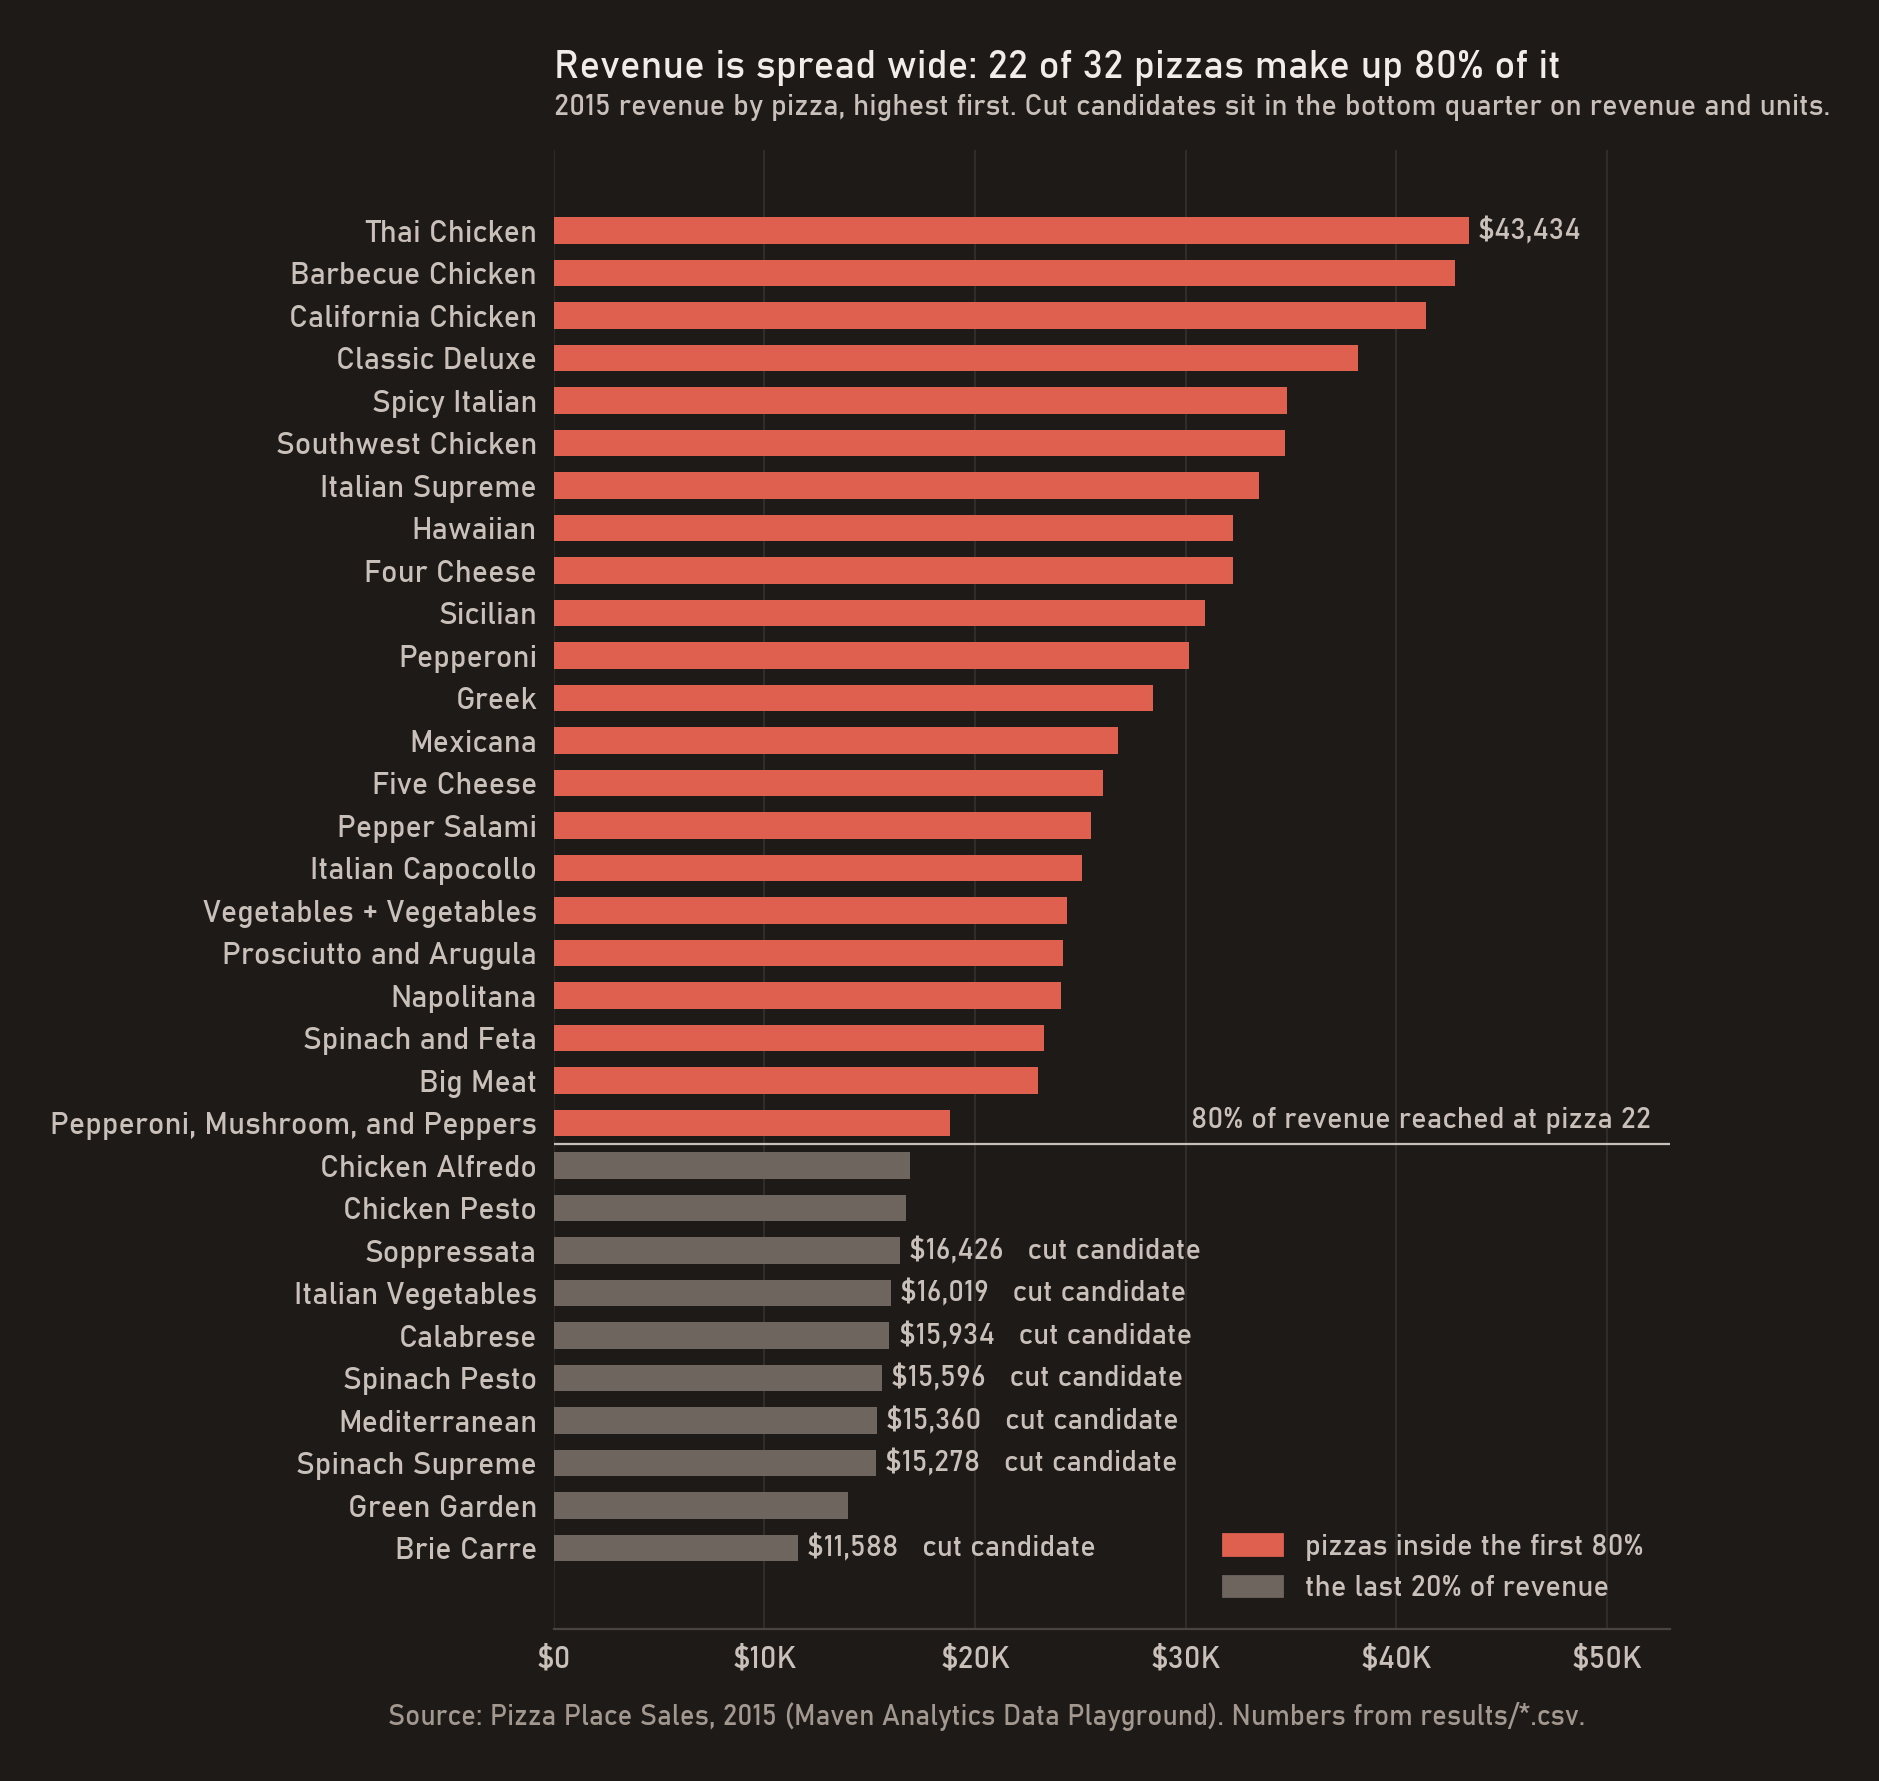 Revenue is spread wide: 22 of 32 pizzas make up 80% of it
2015 revenue by pizza, highest first. Cut candidates sit in the bottom quarter on revenue and units.
Thai Chicken $43,434
Barbecue Chicken
California Chicken
Classic Deluxe
Spicy Italian
Southwest Chicken
Italian Supreme
Hawaiian
Four Cheese
Sicilian
Pepperoni
Greek
Mexicana
Five Cheese
Pepper Salami
Italian Capocollo
Vegetables + Vegetables
Prosciutto and Arugula
Napolitana
Spinach and Feta
Big Meat
Pepperoni, Mushroom, and Peppers 80% of revenue reached at pizza 22
Chicken Alfredo
Chicken Pesto
Soppressata $16,426 cut candidate
Italian Vegetables $16,019 cut candidate
Calabrese $15,934 cut candidate
Spinach Pesto $15,596 cut candidate
Mediterranean $15,360 cut candidate
Spinach Supreme $15,278 cut candidate
Green Garden
Brie Carre $11,588 cut candidate
pizzas inside the first 80%
the last 20% of revenue
$0 $10K $20K $30K $40K $50K
Source: Pizza Place Sales, 2015 (Maven Analytics Data Playground). Numbers from results/*.csv.